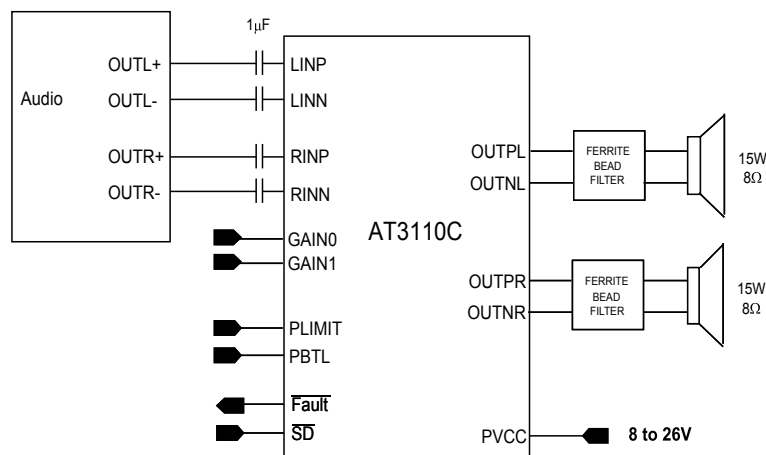 1μF
OUTL+
LINP
Audio
OUTL-
LINN
OUTR+
RINP
OUTR-
RINN
GAIN0
GAIN1
AT3110C
PLIMIT
PBTL
Fault
SD
OUTPL
OUTNL
FERRITE
BEAD
FILTER
15W
8Ω
OUTPR
OUTNR
FERRITE
BEAD
FILTER
15W
8Ω
PVCC
8 to 26V